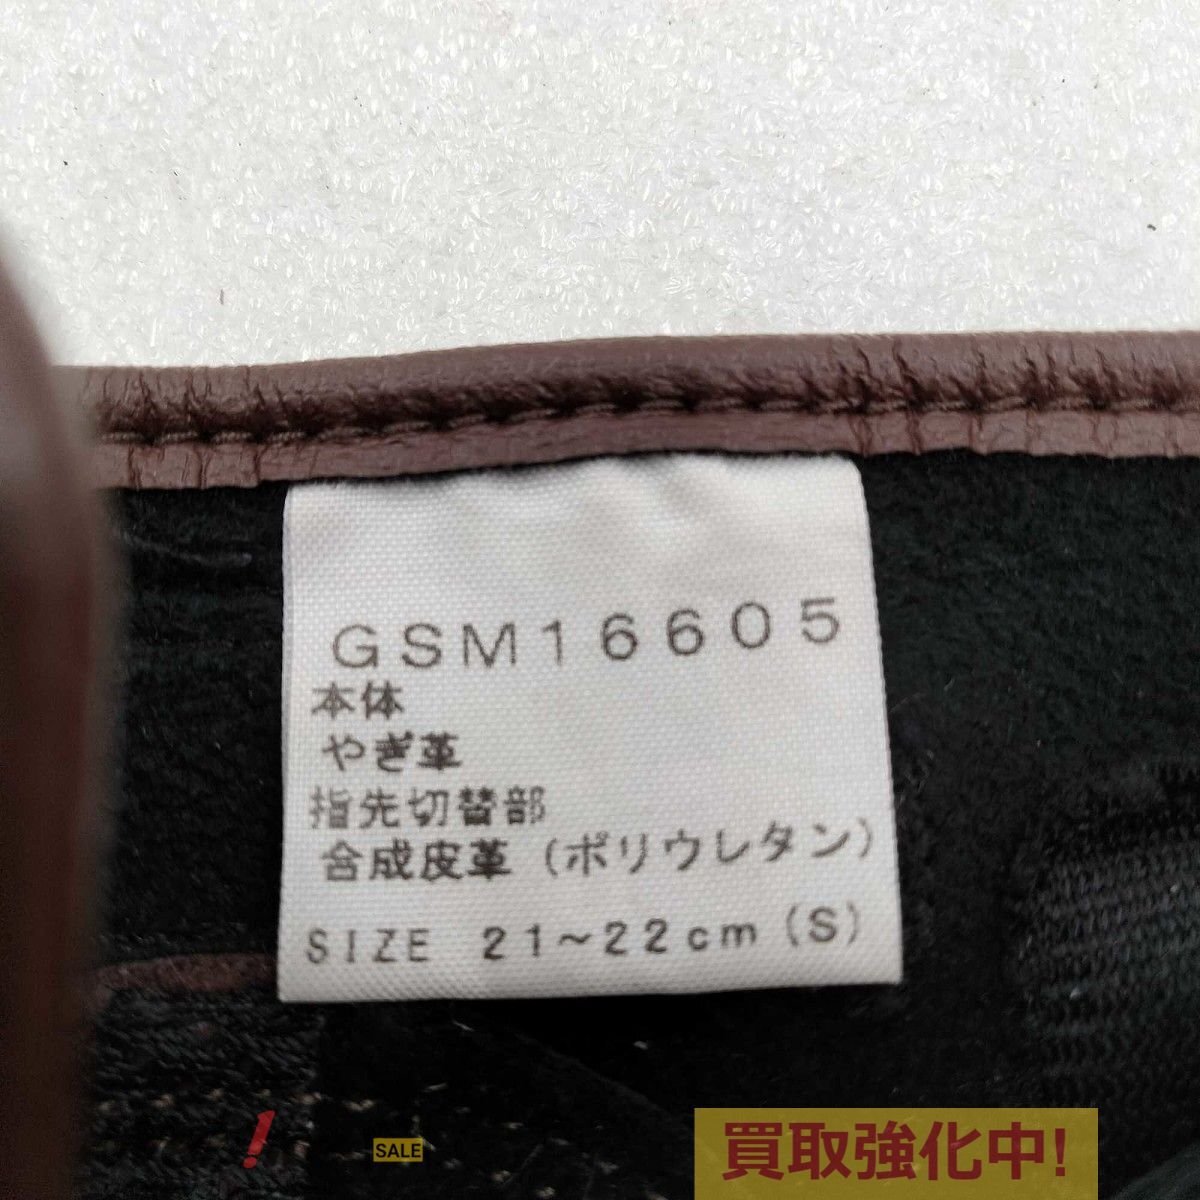 GSM16605
本体
やぎ革
指先切替部
合成皮革（ポリウレタン）
SIZE 21～22cm（S）
!
SALE
買取強化中!